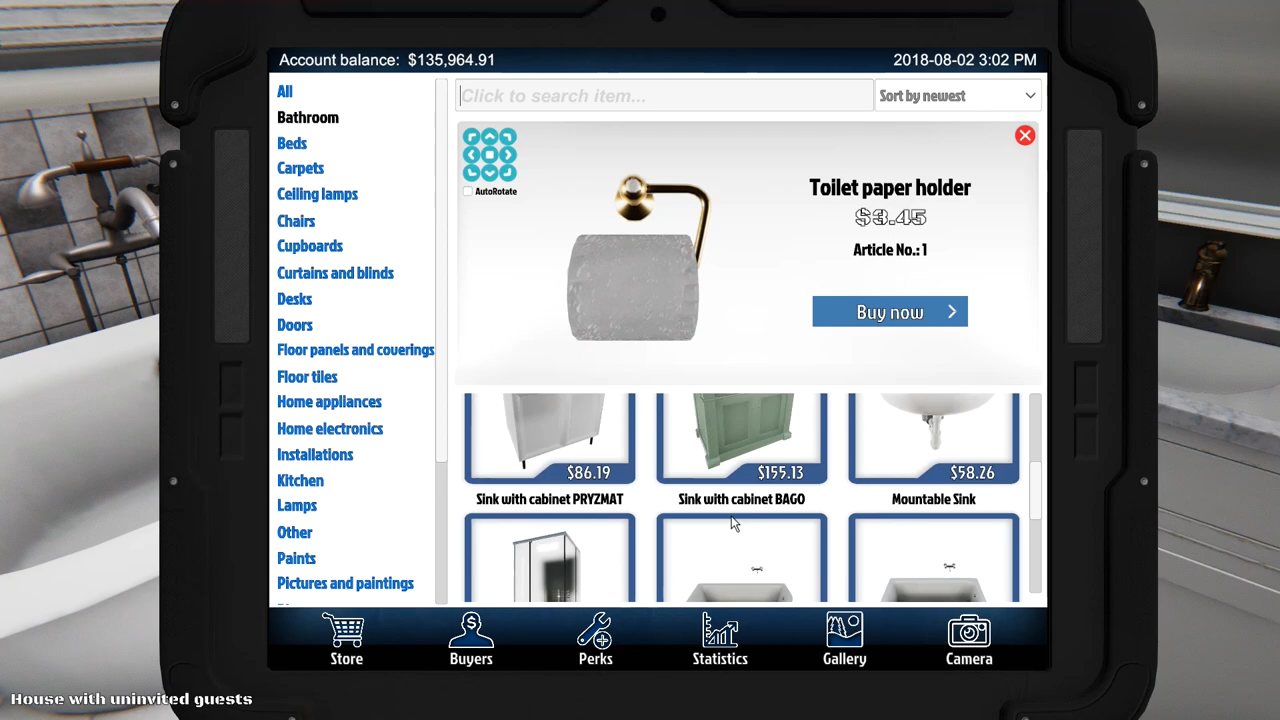 Account balance: $135,964.91
2018-08-02 3:02 PM
All
Bathroom
Beds
Carpets
Ceiling lamps
Chairs
Cupboards
Curtains and blinds
Desks
Doors
Floor panels and coverings
Floor tiles
Home appliances
Home electronics
Installations
Kitchen
Lamps
Other
Paints
Pictures and paintings
Click to search item...
Sort by newest
AutoRotate
Toilet paper holder
$3.45
Article No.: 1
Buy now
$86.19
$155.13
$58.26
Sink with cabinet PRYZMAT
Sink with cabinet BAGO
Mountable Sink
Store
Buyers
Perks
Statistics
Gallery
Camera
House with uninvited guests